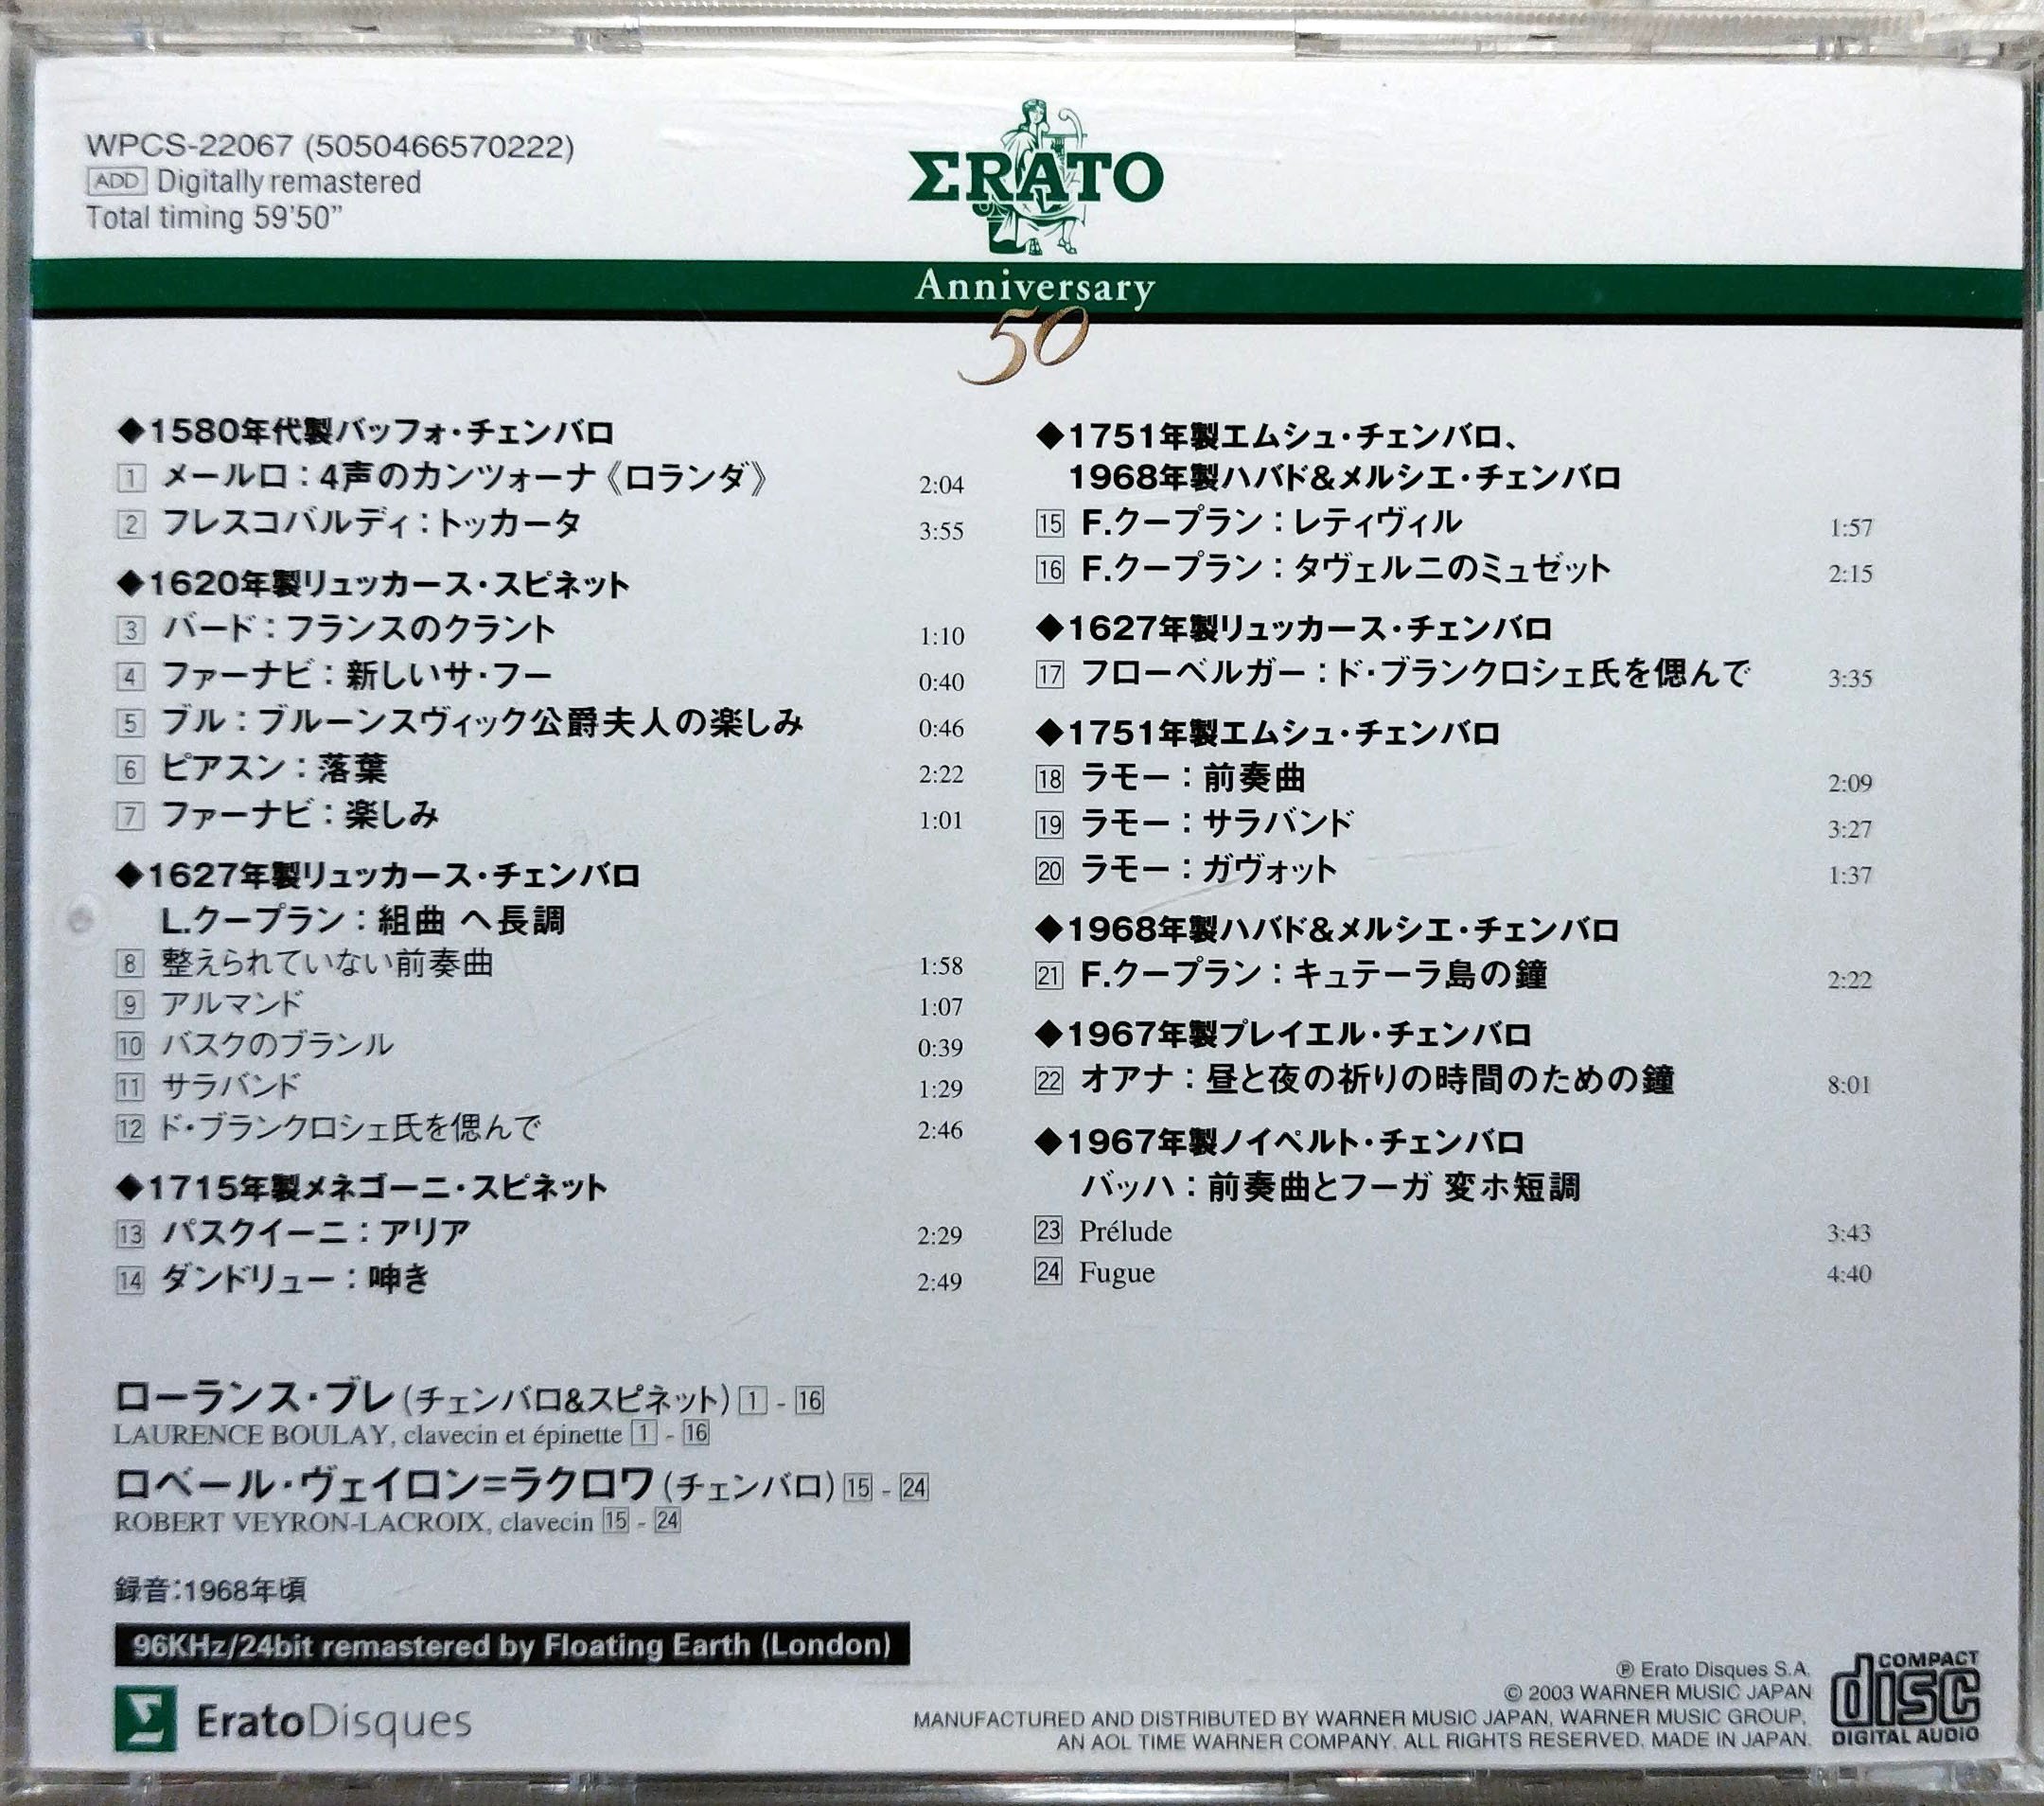 WPCS-22067 (5050466570222)
ADD Digitally remastered
Total timing 59'50"
ΣRATO
Anniversary
50
◆1580年代製バッフォ・チェンバロ
1 メールロ：4声のカンツォーナ《ロランダ》 2:04
2 フレスコバルディ：トッカータ 3:55
◆1620年製リュッカース・スピネット
3 バード：フランスのクラント 1:10
4 ファーナビ：新しいサ・フー 0:40
5 ブル：ブルーンスヴィック公爵夫人の楽しみ 0:46
6 ピアスン：落葉 2:22
7 ファーナビ：楽しみ 1:01
◆1627年製リュッカース・チェンバロ
L.クープラン：組曲 ヘ長調
8 整えられていない前奏曲 1:58
9 アルマンド 1:07
10 バスクのブランル 0:39
11 サラバンド 1:29
12 ド・ブランクロシェ氏を偲んで 2:46
◆1715年製メネゴーニ・スピネット
13 パスクイーニ：アリア 2:29
14 ダンドリュー：呻き 2:49
◆1751年製エムシュ・チェンバロ、
1968年製ハバド&メルシエ・チェンバロ
15 F.クープラン：レティヴィル 1:57
16 F.クープラン：タヴェルニのミュゼット 2:15
◆1627年製リュッカース・チェンバロ
17 フローベルガー：ド・ブランクロシェ氏を偲んで 3:35
◆1751年製エムシュ・チェンバロ
18 ラモー：前奏曲 2:09
19 ラモー：サラバンド 3:27
20 ラモー：ガヴォット 1:37
◆1968年製ハバド&メルシエ・チェンバロ
21 F.クープラン：キュテーラ島の鐘 2:22
◆1967年製プレイエル・チェンバロ
22 オアナ：昼と夜の祈りの時間のための鐘 8:01
◆1967年製ノイペルト・チェンバロ
バッハ：前奏曲とフーガ 変ホ短調
23 Prélude 3:43
24 Fugue 4:40
ローランス・ブレ(チェンバロ&スピネット) 1 - 16
LAURENCE BOULAY, clavecin et épinette 1 - 16
ロベール・ヴェイロン=ラクロワ(チェンバロ) 15 - 24
ROBERT VEYRON-LACROIX, clavecin 15 - 24
録音:1968年頃
96KHz/24bit remastered by Floating Earth (London)
Σ EratoDisques
℗ Erato Disques S.A.
© 2003 WARNER MUSIC JAPAN
MANUFACTURED AND DISTRIBUTED BY WARNER MUSIC JAPAN, WARNER MUSIC GROUP,
AN AOL TIME WARNER COMPANY. ALL RIGHTS RESERVED. MADE IN JAPAN.
COMPACT
disc
DIGITAL AUDIO